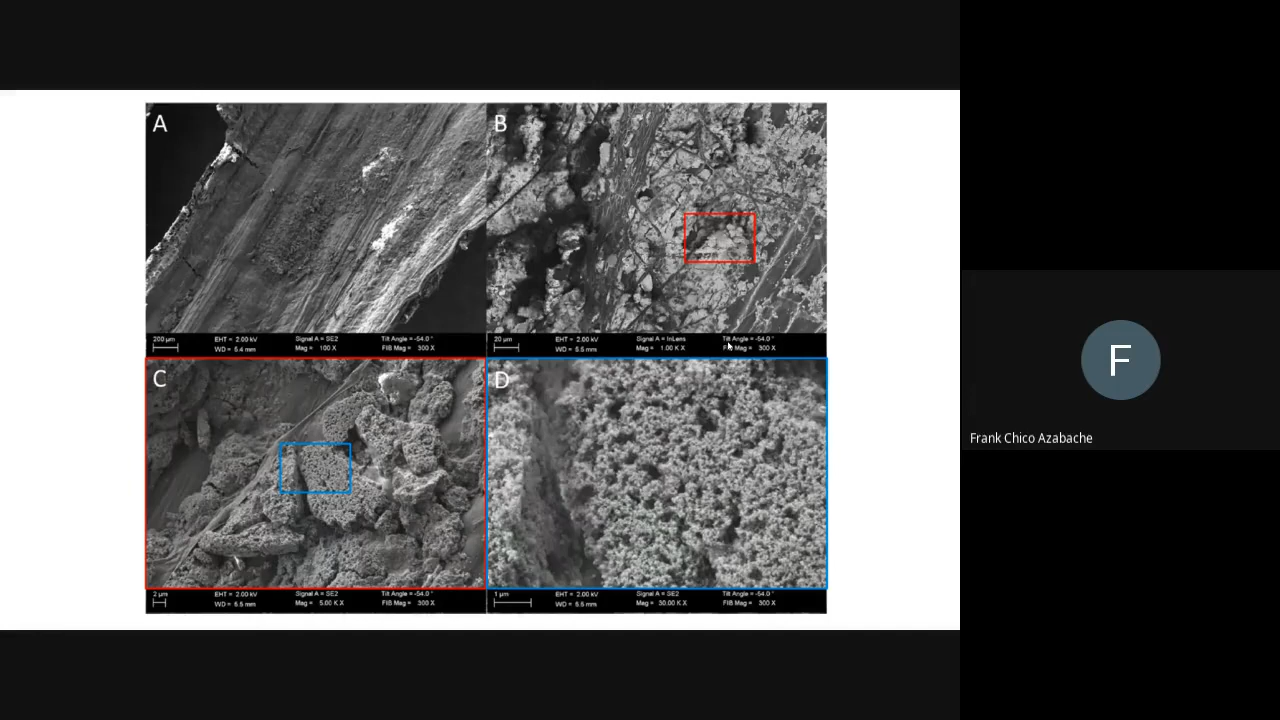 A
B
200 µm
EHT = 2.00 kV
Signal A = SE2
Tilt Angle = -54.0 °
WD = 5.4 mm
Mag = 100 X
FIB Mag = 300 X
20 µm
EHT = 2.00 kV
Signal A = InLens
Tilt Angle = -54.0 °
WD = 5.5 mm
Mag = 1.00 K X
FIB Mag = 300 X
C
D
2 µm
EHT = 2.00 kV
Signal A = SE2
Tilt Angle = -54.0 °
WD = 5.5 mm
Mag = 5.00 K X
FIB Mag = 300 X
1 µm
EHT = 2.00 kV
Signal A = SE2
Tilt Angle = -54.0 °
WD = 5.5 mm
Mag = 30.00 K X
FIB Mag = 300 X
F
Frank Chico Azabache